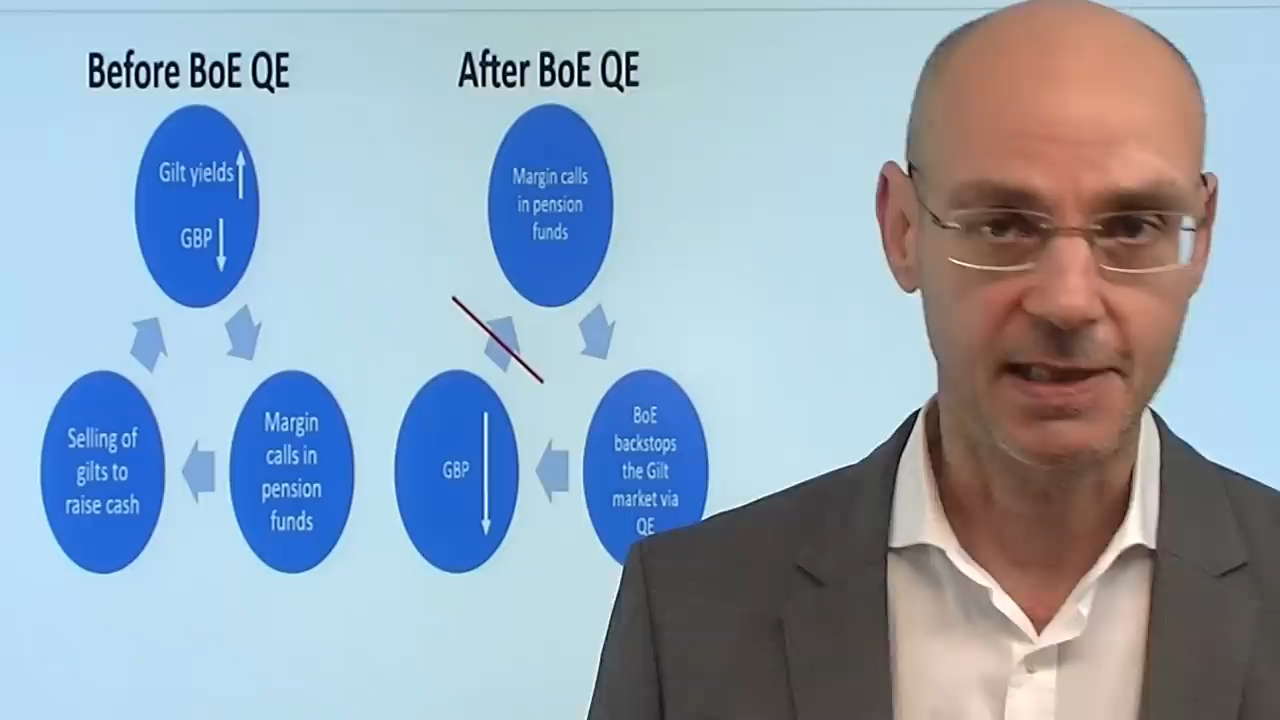 Before BoE QE
Gilt yields
GBP
Selling of
gilts to
raise cash
Margin
calls in
pension
funds
After BoE QE
Margin calls
in pension
funds
GBP
BoE
backstops
the Gilt
market via
QE